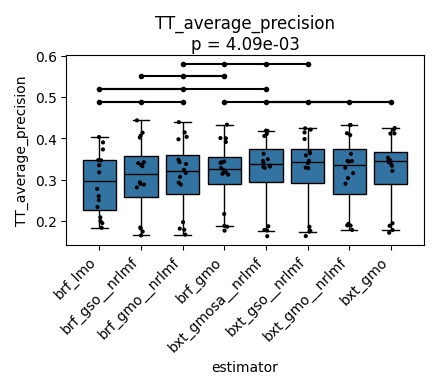 TT_average_precision
p = 4.09e-03
TT_average_precision
0.6
0.5
0.4
0.3
0.2
brf_lmo
brf_gso__nrlmf
brf_gmo__nrlmf
brf_gmo
bxt_gmosa__nrlmf
bxt_gso__nrlmf
bxt_gmo__nrlmf
bxt_gmo
estimator